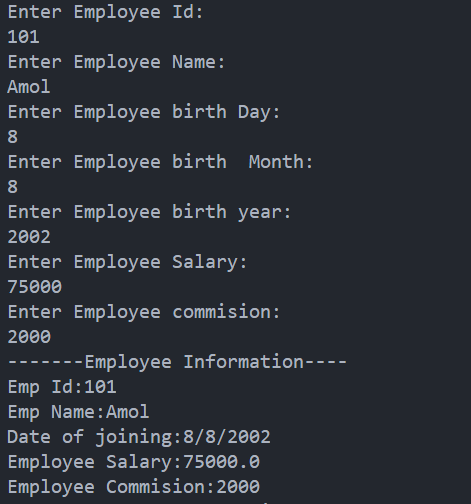 Enter Employee Id:
101
Enter Employee Name:
Amol
Enter Employee birth Day:
8
Enter Employee birth  Month:
8
Enter Employee birth year:
2002
Enter Employee Salary:
75000
Enter Employee commision:
2000
-------Employee Information----
Emp Id:101
Emp Name:Amol
Date of joining:8/8/2002
Employee Salary:75000.0
Employee Commision:2000